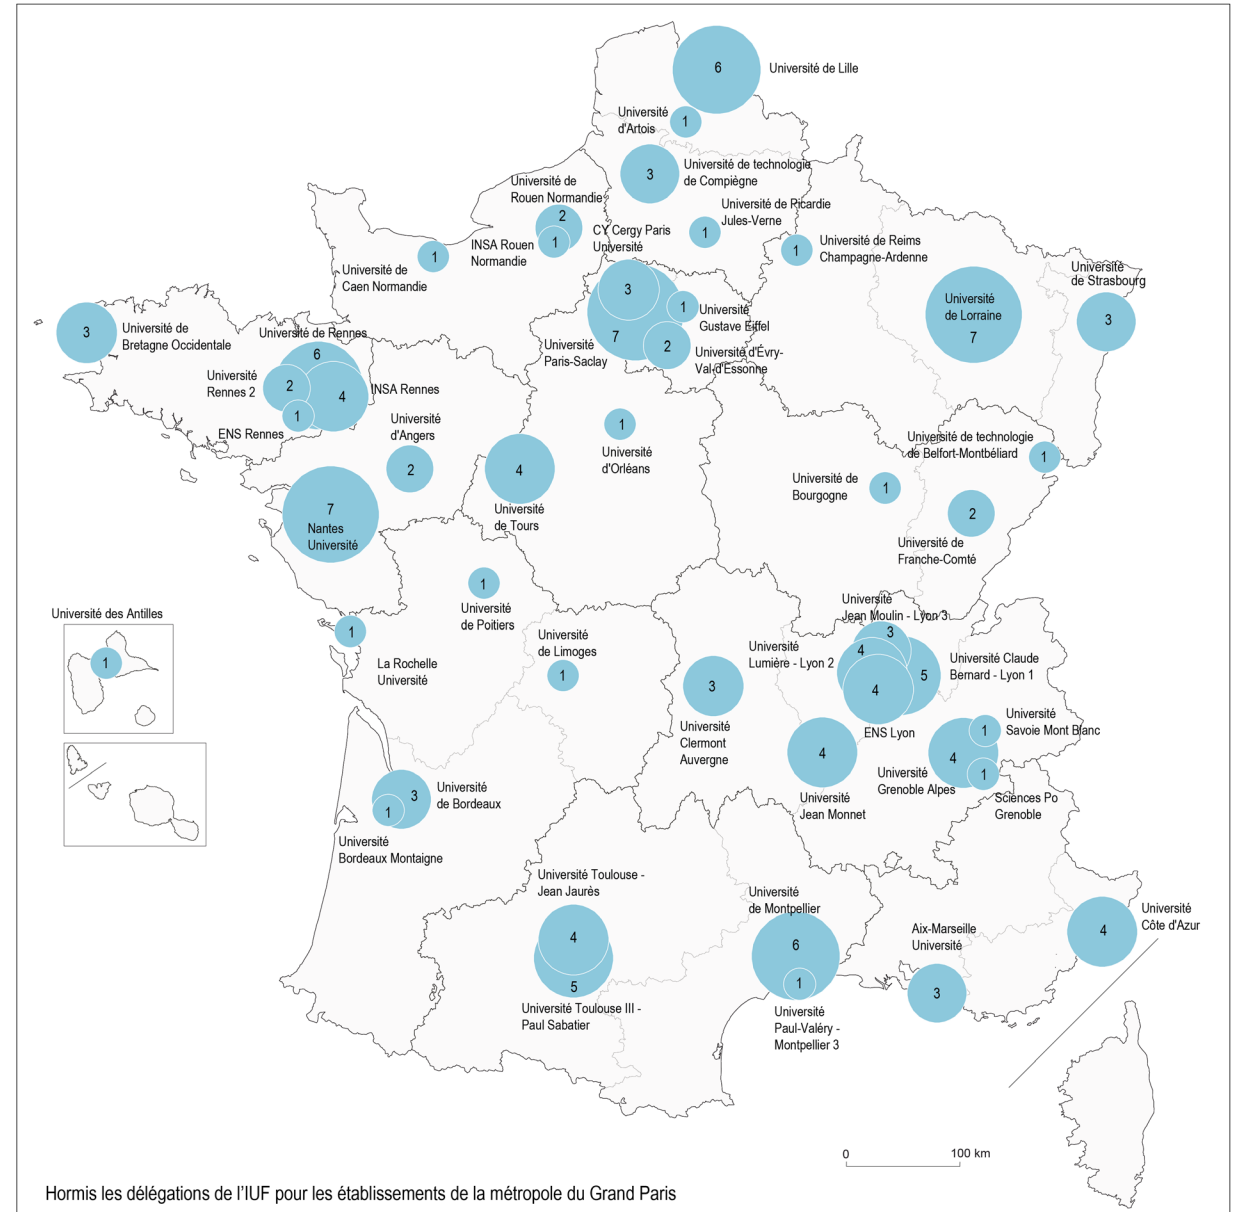 6
Université de Lille
Université
d'Artois
1
3
Université de technologie
de Compiègne
Université de
Rouen Normandie
2
1
INSA Rouen
Normandie
Université de Picardie
Jules-Verne
1
CY Cergy Paris
Université
1
Université de Reims
Champagne-Ardenne
1
Université de
Caen Normandie
Université
de Strasbourg
3
Université
de Lorraine
7
3
1
Université
Gustave Eiffel
7
Université
Paris-Saclay
2
Université d'Évry-
Val-d'Essonne
3
Université de
Bretagne Occidentale
Université de Rennes
6
Université
Rennes 2
2
4
INSA Rennes
1
ENS Rennes
Université
d'Angers
2
4
Université
de Tours
1
Université
d'Orléans
Université de technologie
de Belfort-Montbéliard
1
Université de
Bourgogne
1
2
Université de
Franche-Comté
7
Nantes
Université
1
Université
de Poitiers
Université des Antilles
1
1
La Rochelle
Université
Université
de Limoges
1
Université
Jean Moulin - Lyon 3
3
Université
Lumière - Lyon 2
4
5
Université Claude
Bernard - Lyon 1
4
ENS Lyon
3
Université
Clermont
Auvergne
4
Université
Jean Monnet
1
Université
Savoie Mont Blanc
4
Université
Grenoble Alpes
1
Sciences Po
Grenoble
3
Université
de Bordeaux
1
Université
Bordeaux Montaigne
Université Toulouse -
Jean Jaurès
4
5
Université Toulouse III -
Paul Sabatier
Université
de Montpellier
6
1
Université
Paul-Valéry -
Montpellier 3
Aix-Marseille
Université
3
4
Université
Côte d'Azur
0
100 km
Hormis les délégations de l'IUF pour les établissements de la métropole du Grand Paris